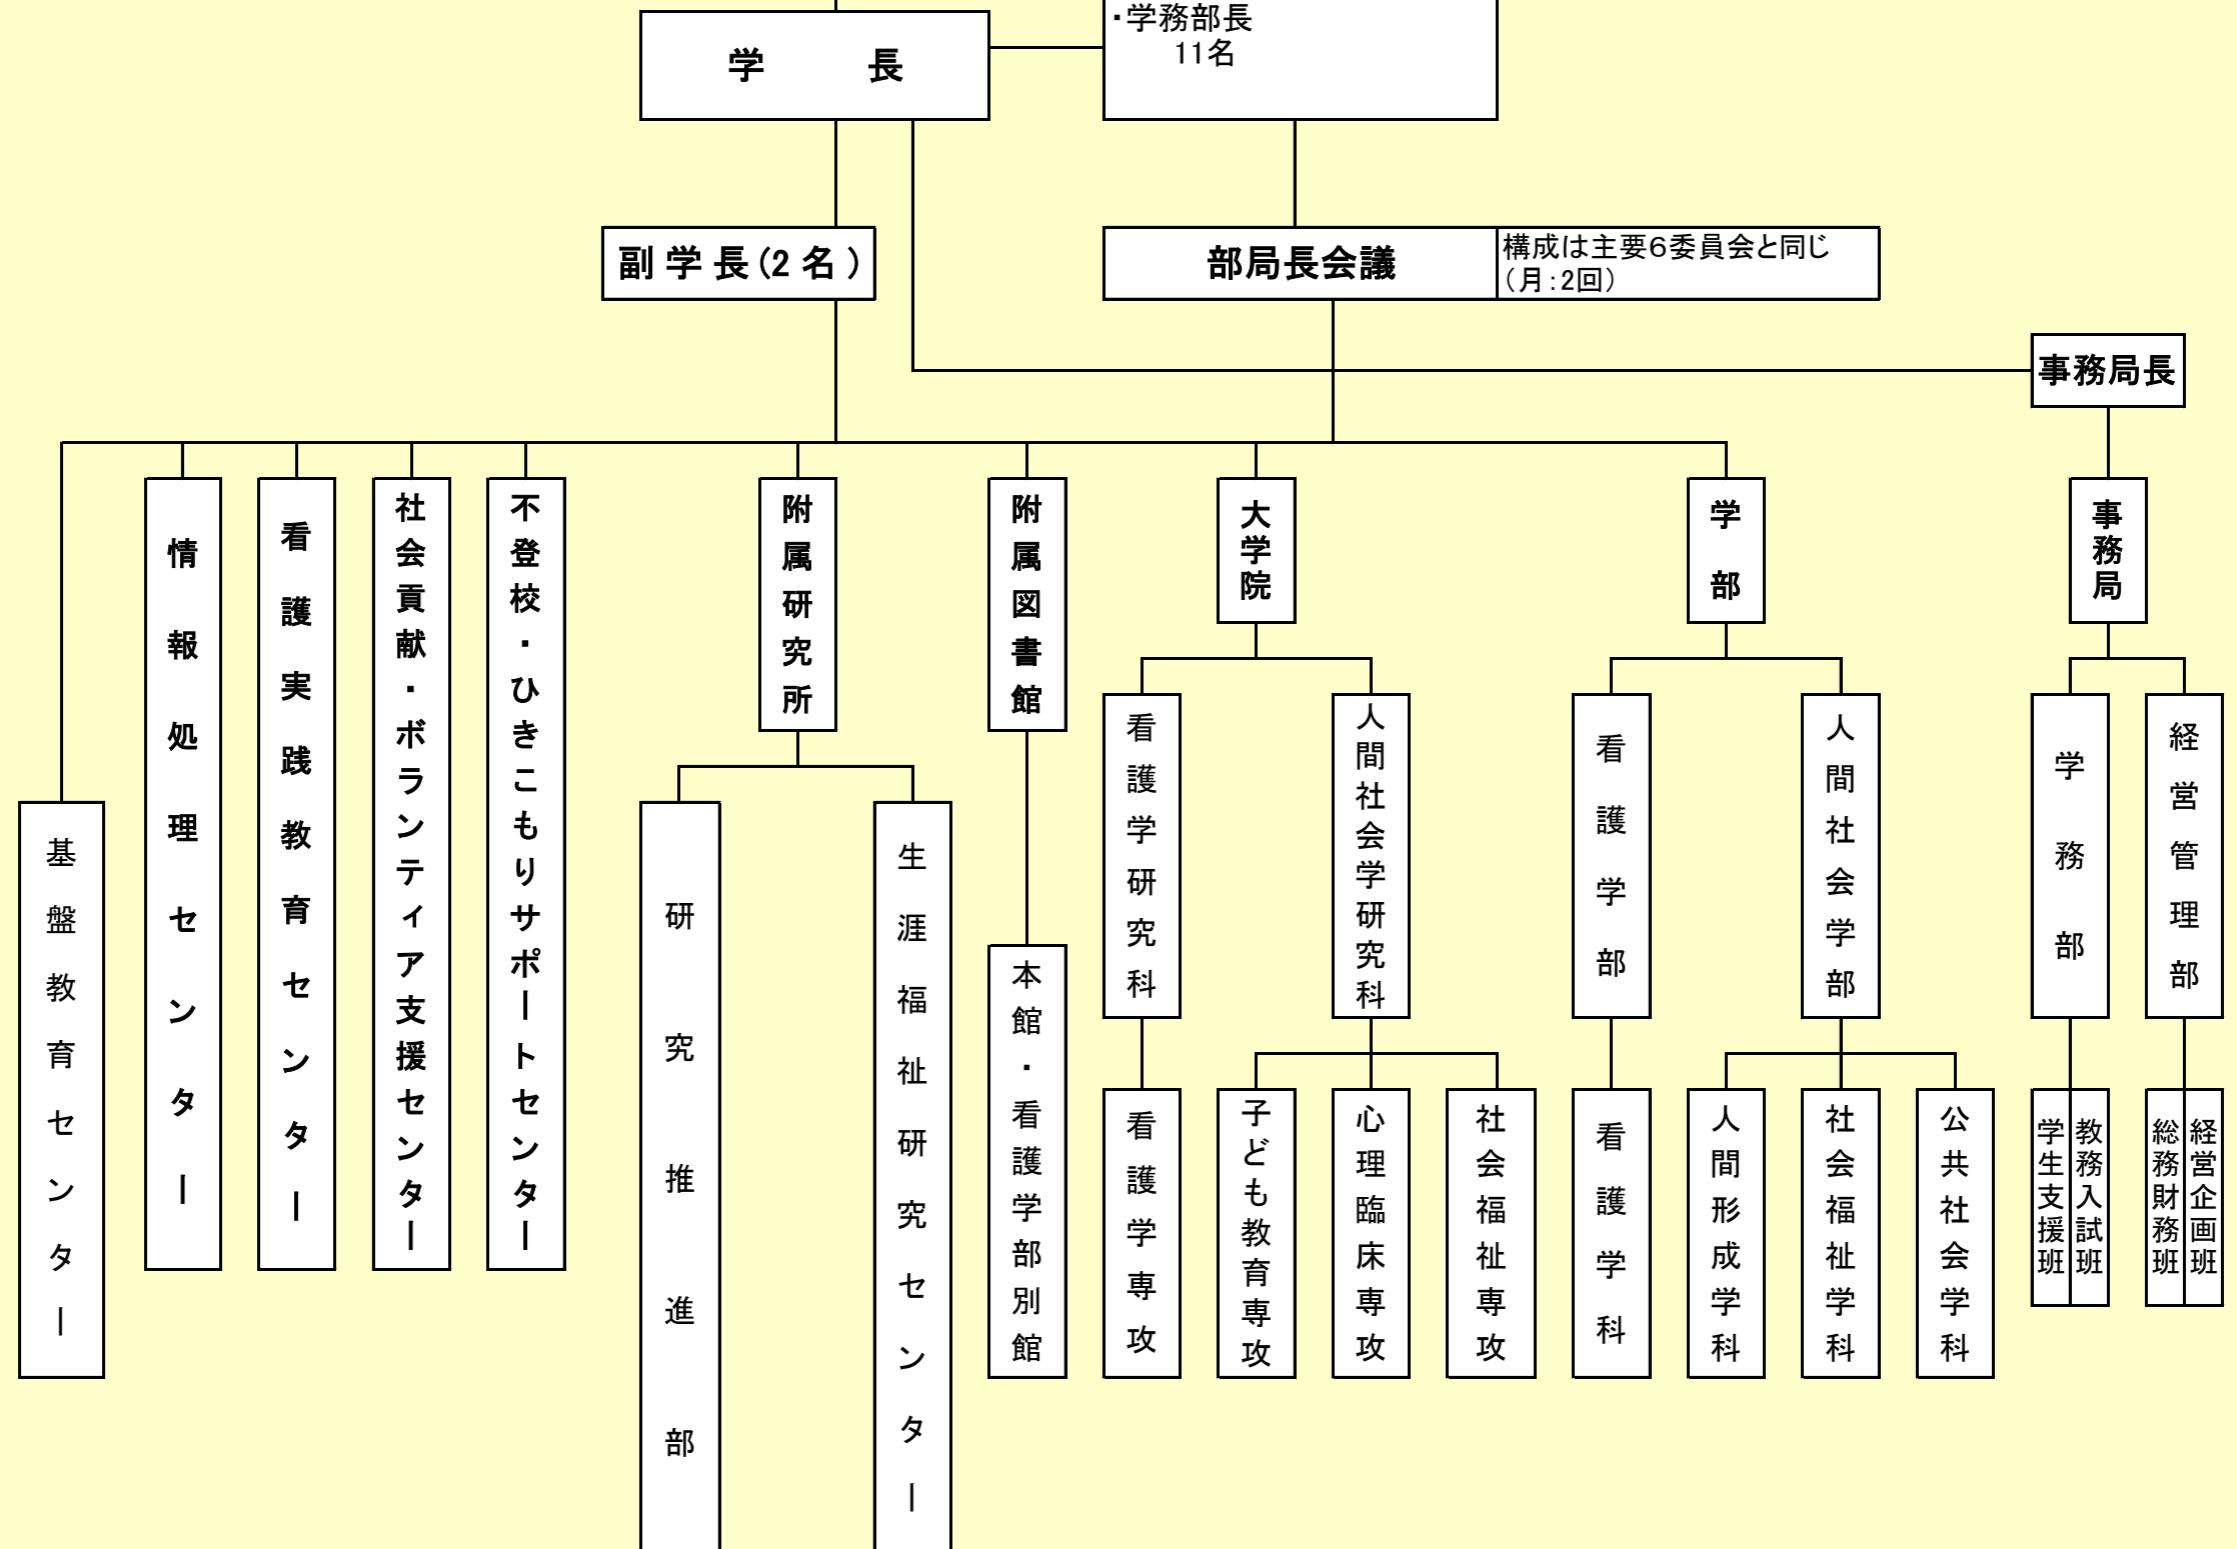 ・学務部長
11名
学　長
副学長(2名)
部局長会議
構成は主要6委員会と同じ
(月:2回)
事務局長
基盤教育センター
情報処理センター
看護実践教育センター
社会貢献・ボランティア支援センター
不登校・ひきこもりサポートセンター
附属研究所
附属図書館
大学院
学部
事務局
研究推進部
生涯福祉研究センター
本館・看護学部別館
看護学研究科
人間社会学研究科
看護学部
人間社会学部
学務部
経営管理部
看護学専攻
子ども教育専攻
心理臨床専攻
社会福祉専攻
看護学科
人間形成学科
社会福祉学科
公共社会学科
学生支援班
教務入試班
総務財務班
経営企画班